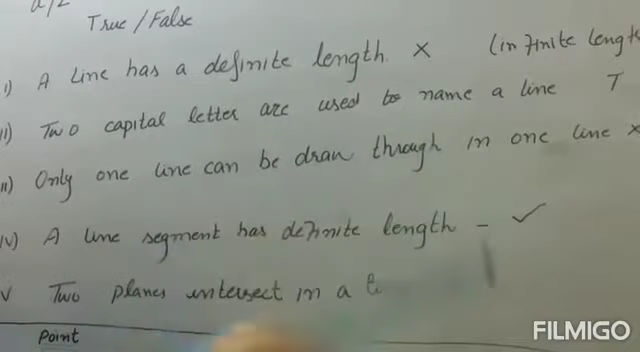 True/False
i) A Line has a definite length. × (infinite length
ii) Two capital letter are used to name a line T
iii) Only one line can be dran through in one line ×
iv) A line segment has definite length - ✓
v Two planes intersect in a
Point
FILMIGO